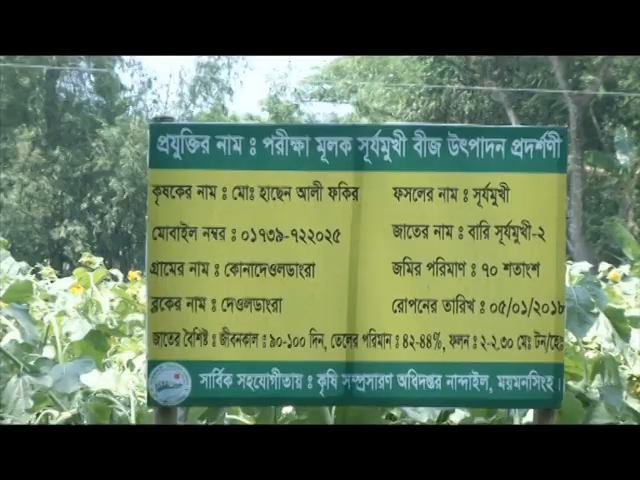 প্রযুক্তির নাম ঃ পরীক্ষা মূলক সূর্যমুখী বীজ উৎপাদন প্রদর্শণী
কৃষকের নাম ঃ মোঃ হাছেন আলী ফকির ফসলের নাম ঃ সূর্যমুখী
মোবাইল নম্বর ঃ ০১৭৩৯-৭২২০২৫ জাতের নাম ঃ বারি সূর্যমুখী-২
গ্রামের নাম ঃ কোনাদেওলডাংরা জমির পরিমাণ ঃ ৭০ শতাংশ
ব্লকের নাম ঃ দেওলডাংরা রোপনের তারিখ ঃ ০৫/০১/২০১৮
জাতের বৈশিষ্ট ঃ জীবনকাল ঃ ৯০-১০০ দিন, তেলের পরিমান ঃ ৪২-৪৪%, ফলন ঃ ২-২.৩০ মেঃ টন/হেঃ
সার্বিক সহযোগীতায় ঃ কৃষি সম্প্রসারণ অধিদপ্তর নান্দাইল, ময়মনসিংহ।